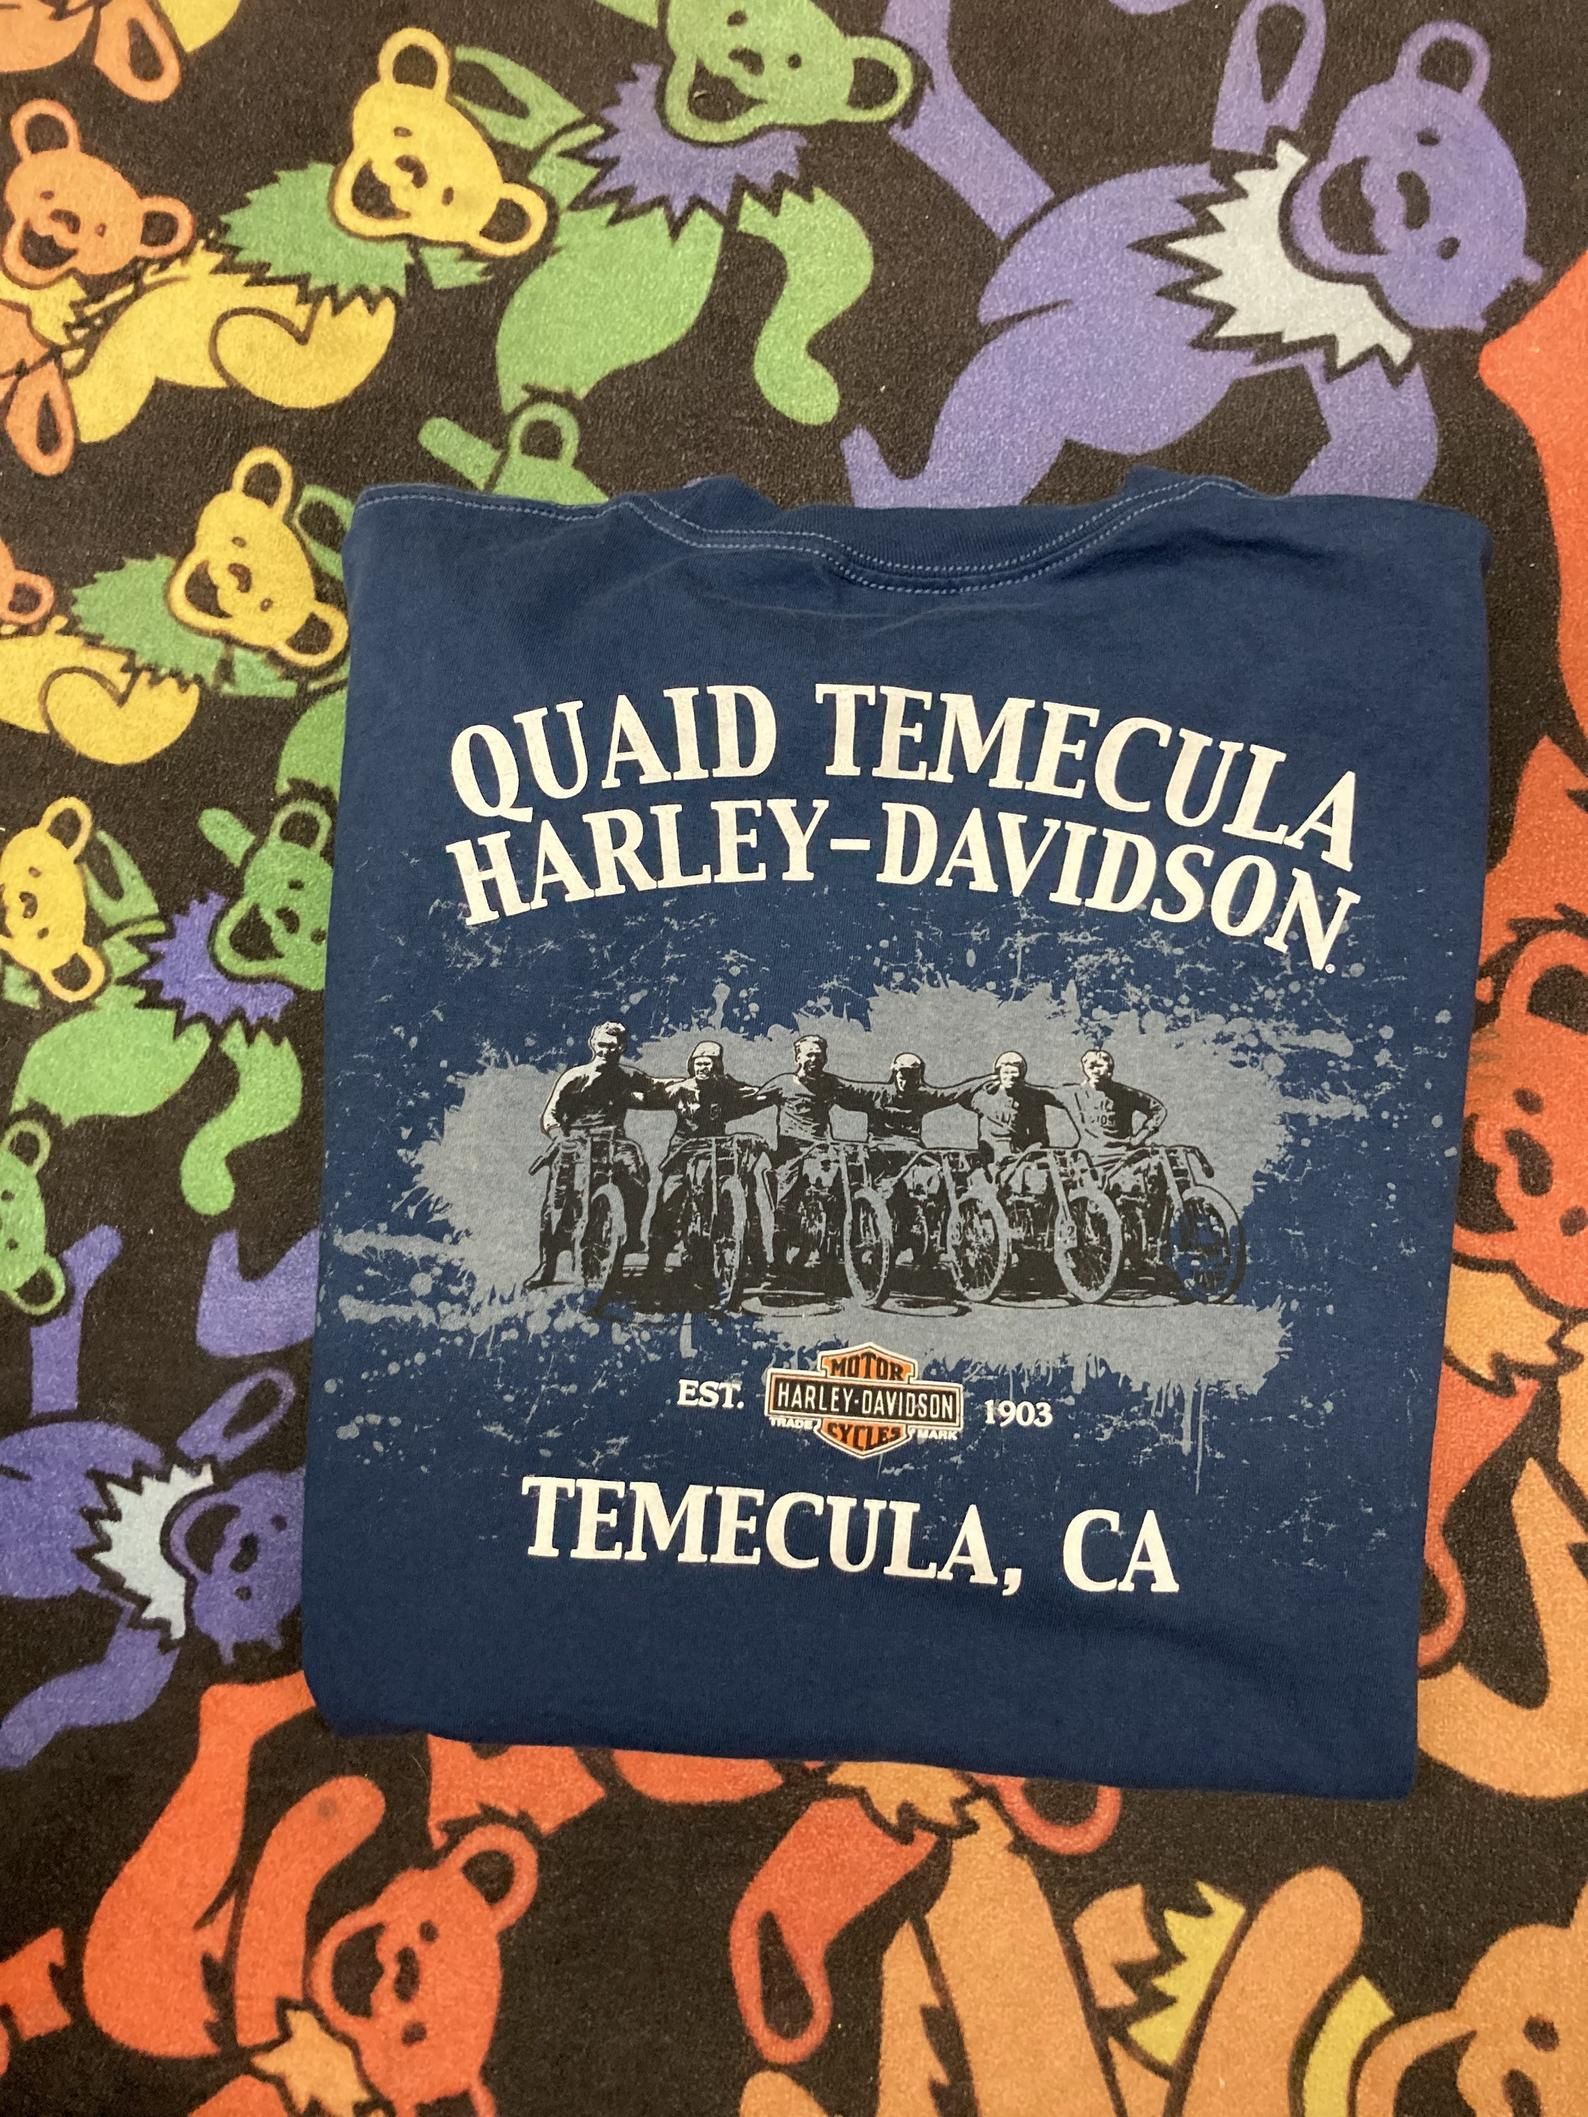 QUAID TEMECULA
HARLEY-DAVIDSON
MOTOR
EST. HARLEY-DAVIDSON 1903
TRADE MARK
CYCLES
TEMECULA, CA